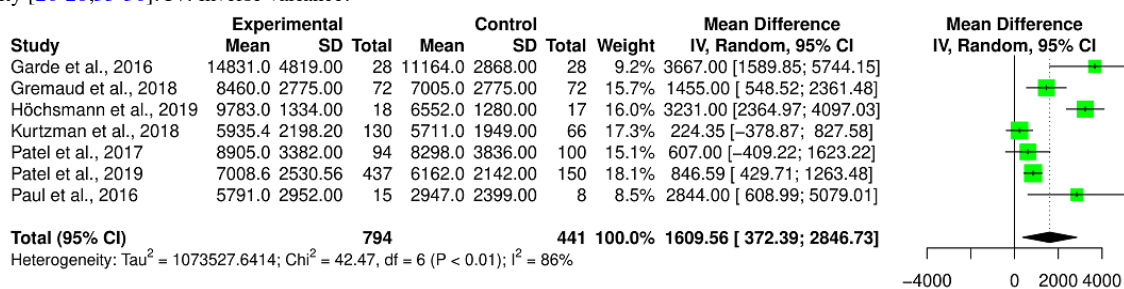 Experimental Control Mean Difference Mean Difference
Study Mean SD Total Mean SD Total Weight IV, Random, 95% CI IV, Random, 95% CI
Garde et al., 2016 14831.0 4819.00 28 11164.0 2868.00 28 9.2% 3667.00 [1589.85; 5744.15]
Gremaud et al., 2018 8460.0 2775.00 72 7005.0 2775.00 72 15.7% 1455.00 [ 548.52; 2361.48]
Höchsmann et al., 2019 9783.0 1334.00 18 6552.0 1280.00 17 16.0% 3231.00 [2364.97; 4097.03]
Kurtzman et al., 2018 5935.4 2198.20 130 5711.0 1949.00 66 17.3% 224.35 [−378.87; 827.58]
Patel et al., 2017 8905.0 3382.00 94 8298.0 3836.00 100 15.1% 607.00 [−409.22; 1623.22]
Patel et al., 2019 7008.6 2530.56 437 6162.0 2142.00 150 18.1% 846.59 [ 429.71; 1263.48]
Paul et al., 2016 5791.0 2952.00 15 2947.0 2399.00 8 8.5% 2844.00 [ 608.99; 5079.01]
Total (95% CI) 794 441 100.0% 1609.56 [ 372.39; 2846.73]
Heterogeneity: Tau² = 1073527.6414; Chi² = 42.47, df = 6 (P < 0.01); I² = 86%
−4000 0 2000 4000